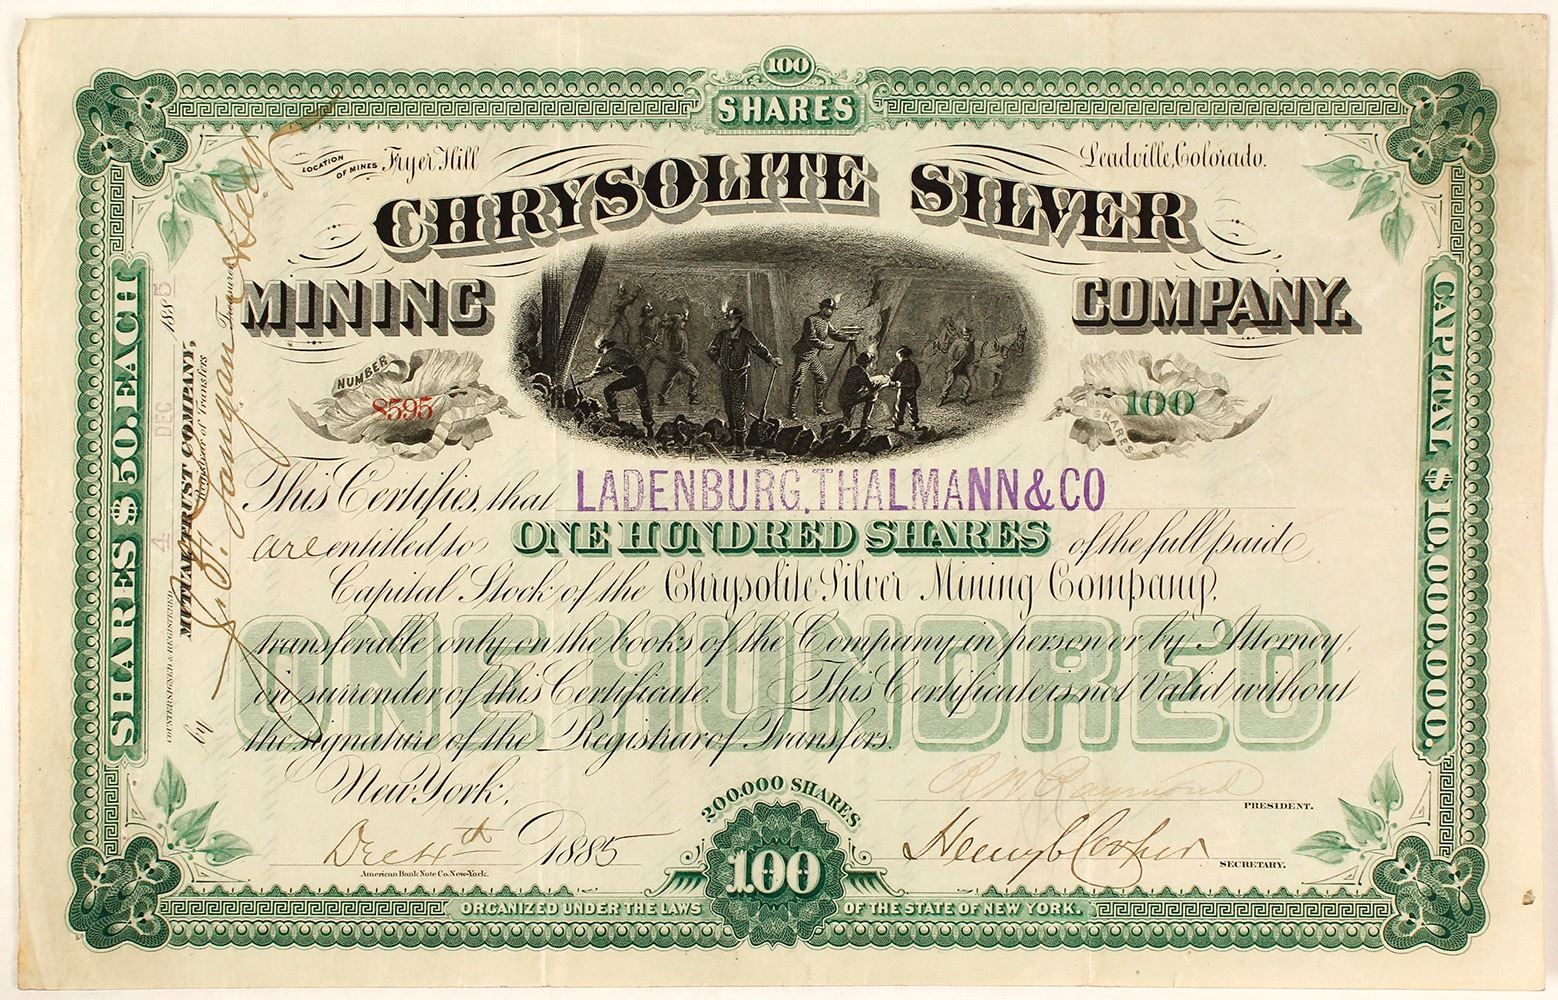 100
SHARES
LOCATION OF MINES Fryer Hill
Leadville, Colorado.
CHRYSOLITE SILVER
MINING COMPANY.
NUMBER
8595
100
SHARES
This Certifies, that LADENBURG, THALMANN & CO
are entitled to ONE HUNDRED SHARES of the full paid
Capital Stock of the Chrysolite Silver Mining Company,
transferable only on the books of the Company in person or by Attorney,
on surrender of this Certificate. This Certificate is not Valid without
the signature of the Registrar of Transfers.
ONE HUNDRED
New York,
Dec 4th 1885
R W Raymond
PRESIDENT.
Henry C Cooper
SECRETARY.
American Bank Note Co. New-York.
200,000 SHARES
100
ORGANIZED UNDER THE LAWS OF THE STATE OF NEW YORK.
SHARES $50. EACH
CAPITAL $10,000,000.
COUNTERSIGNED & REGISTERED
4 DEC 1885
MUTUAL TRUST COMPANY,
Registrar of Transfers
by
Treasurer